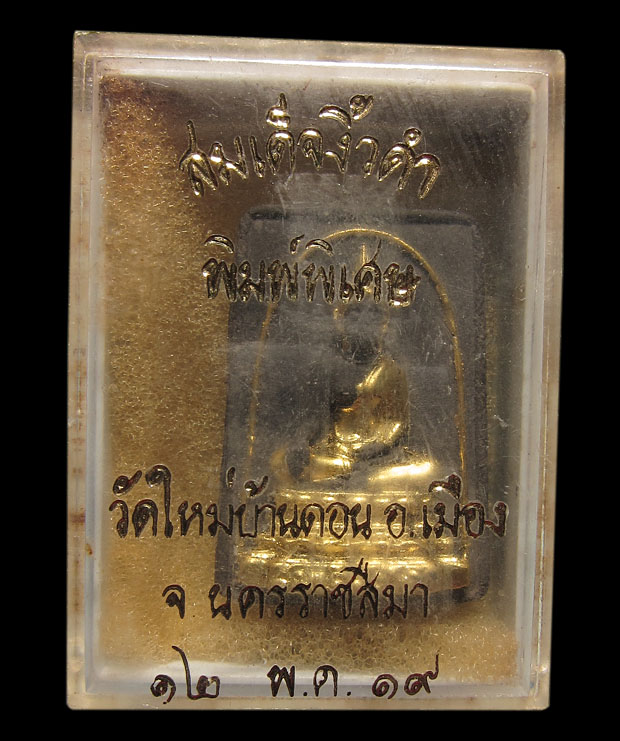 สมเด็จงิ้วดำ
พิมพ์พิเศษ
วัดใหม่บ้านดอน อ.เมือง
จ นครราชสีมา
๑๒ พ.ค. ๑๙